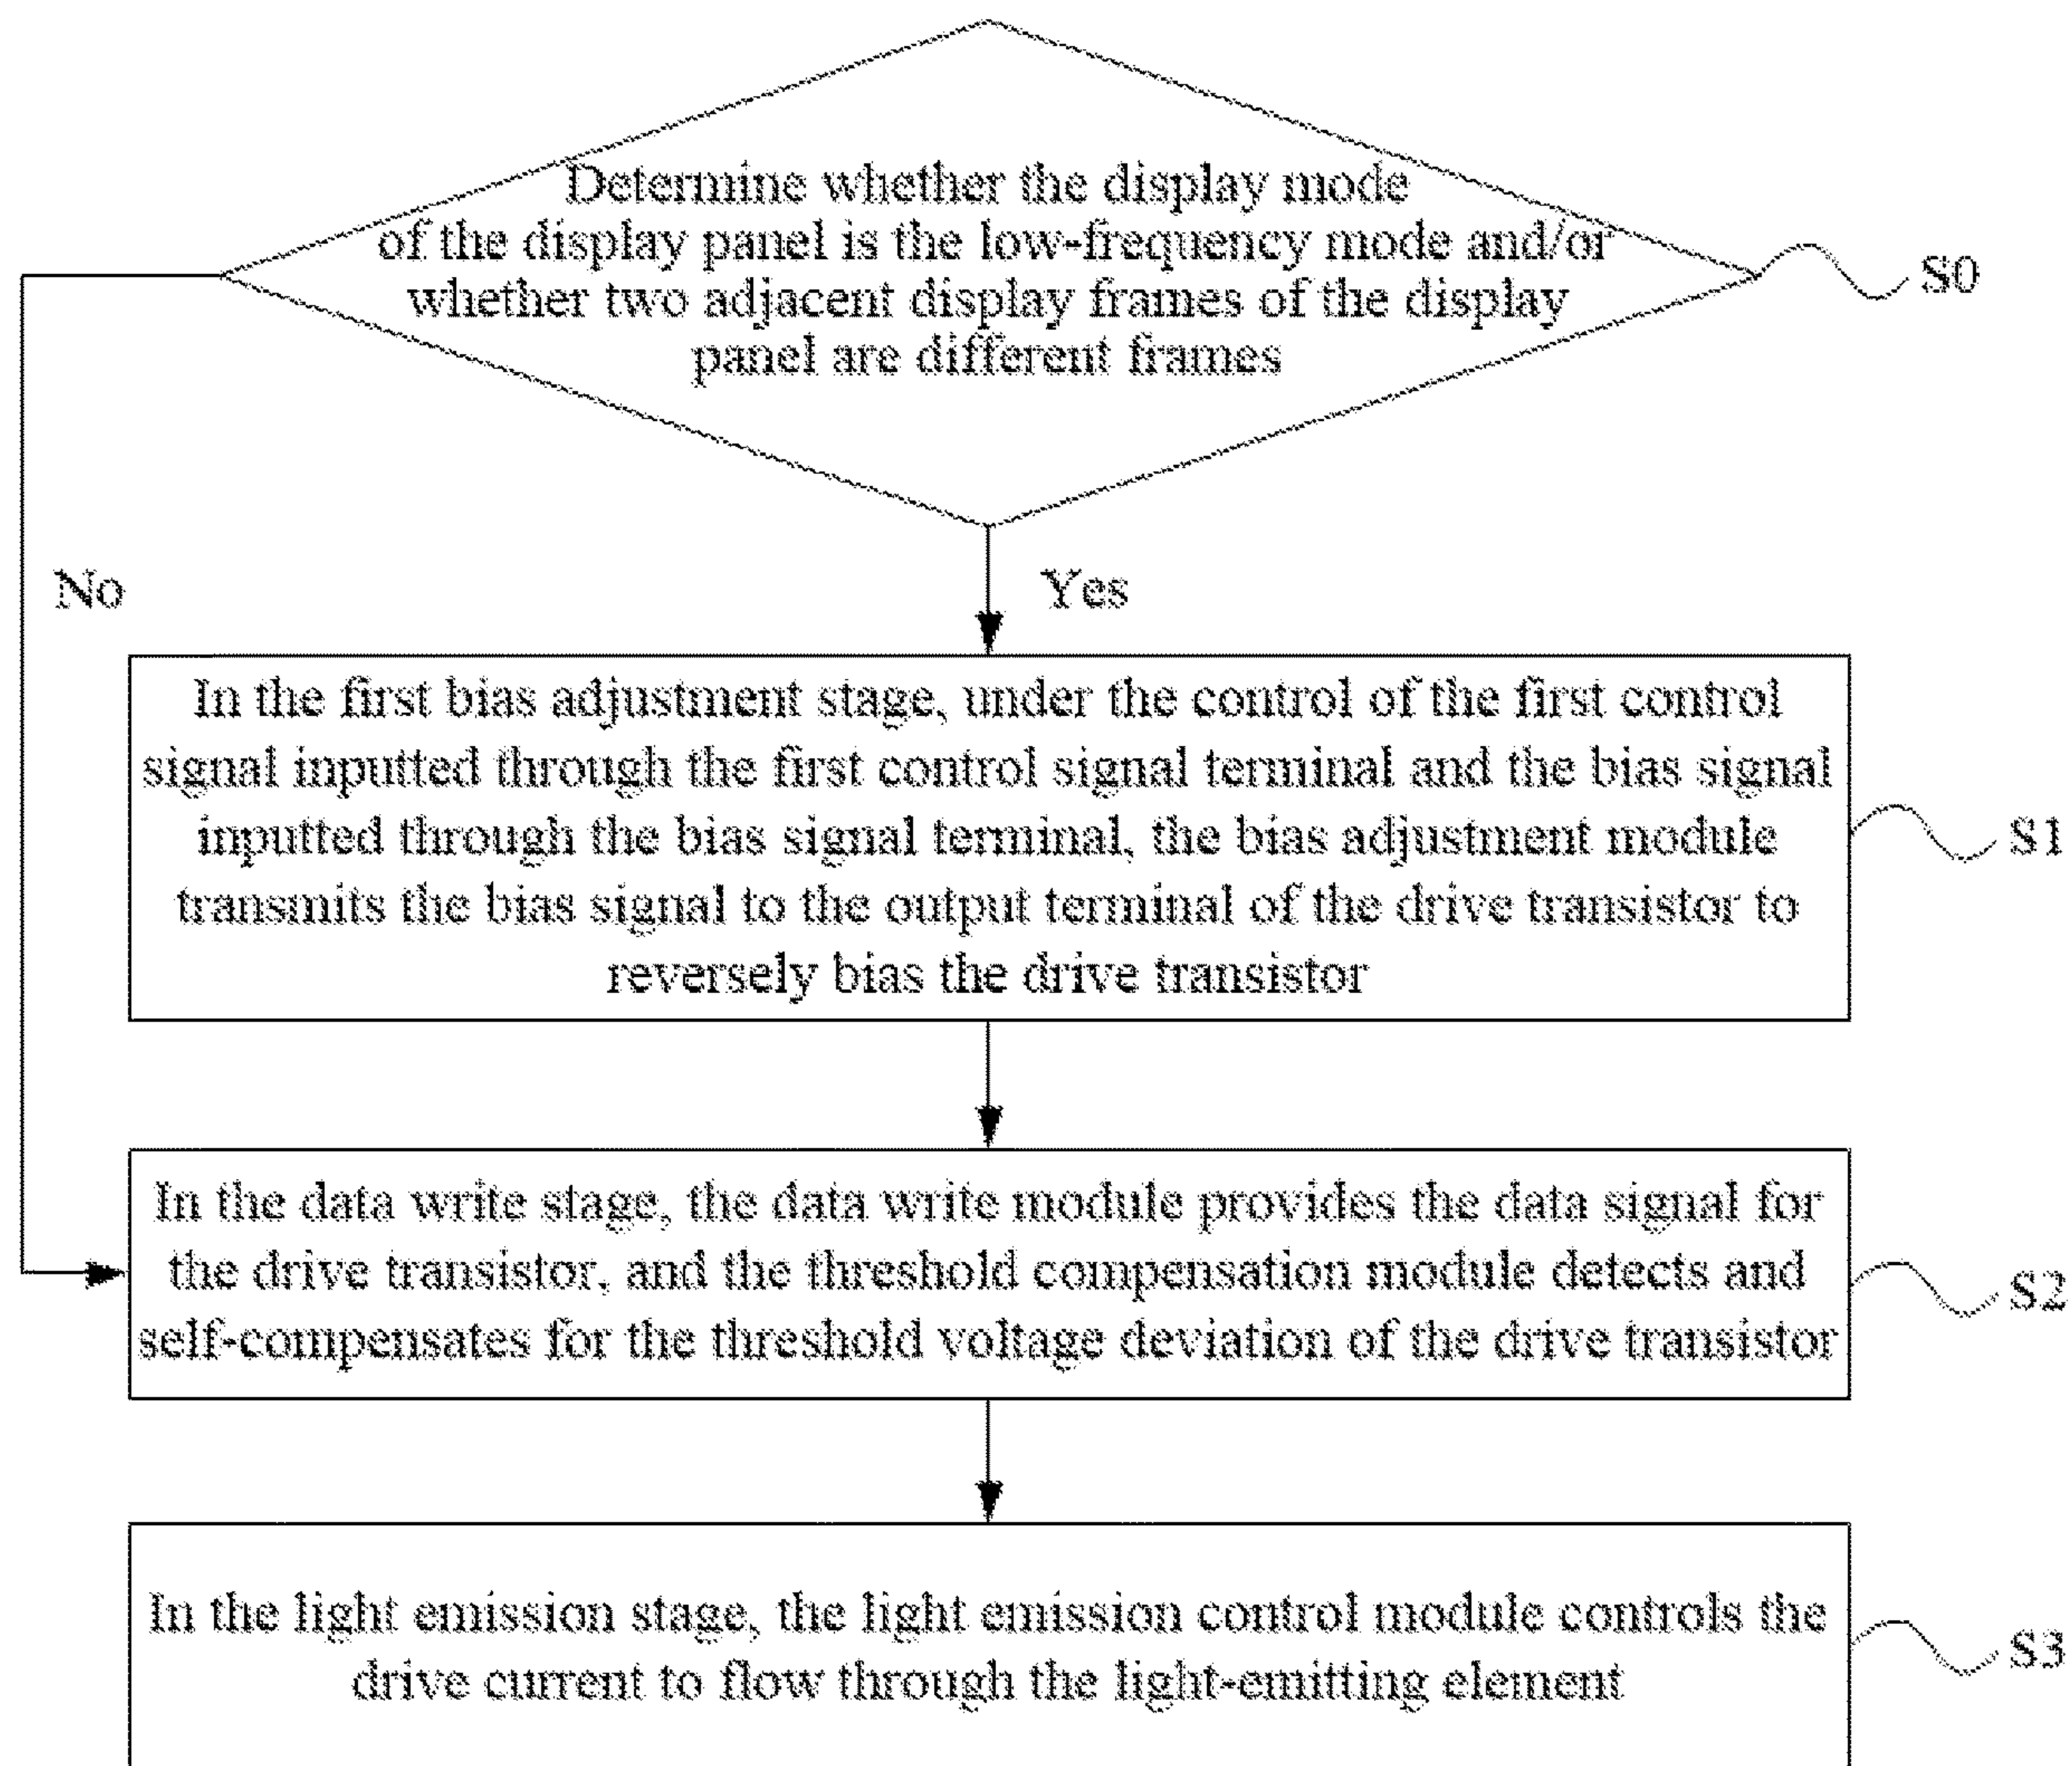 Determine whether the display mode
of the display panel is the low-frequency mode and/or
whether two adjacent display frames of the display
panel are different frames
S0
No
Yes
In the first bias adjustment stage, under the control of the first control
signal inputted through the first control signal terminal and the bias signal
inputted through the bias signal terminal, the bias adjustment module
transmits the bias signal to the output terminal of the drive transistor to
reversely bias the drive transistor
S1
In the data write stage, the data write module provides the data signal for
the drive transistor, and the threshold compensation module detects and
self-compensates for the threshold voltage deviation of the drive transistor
S2
In the light emission stage, the light emission control module controls the
drive current to flow through the light-emitting element
S3